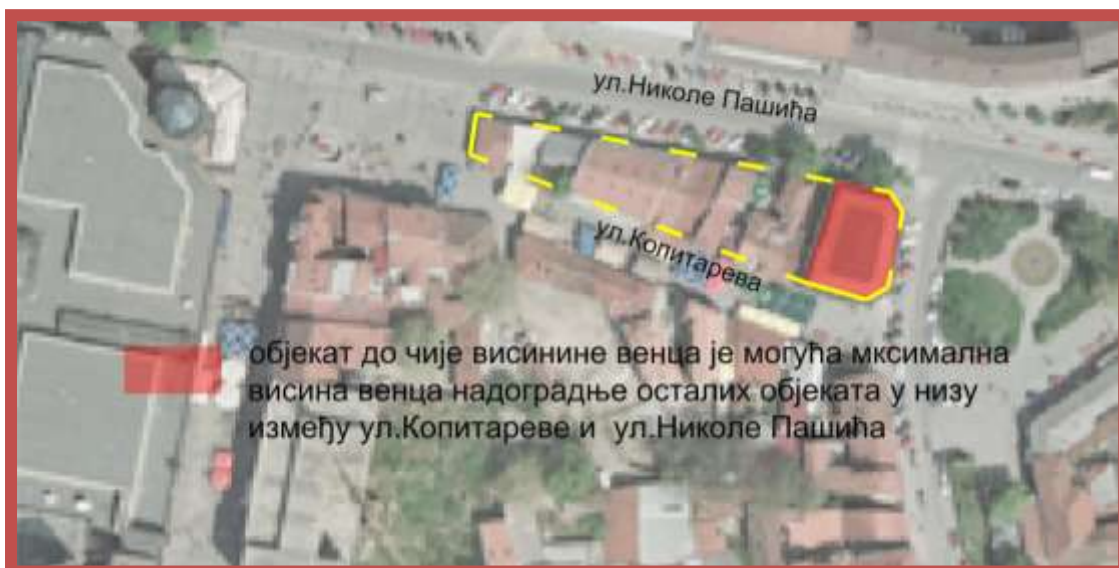 ул.Николе Пашића
ул.Копитарева
објекат до чије висинине венца је могућа мксимална
висина венца надоградње осталих објеката у низу
између ул.Копитареве и ул.Николе Пашића